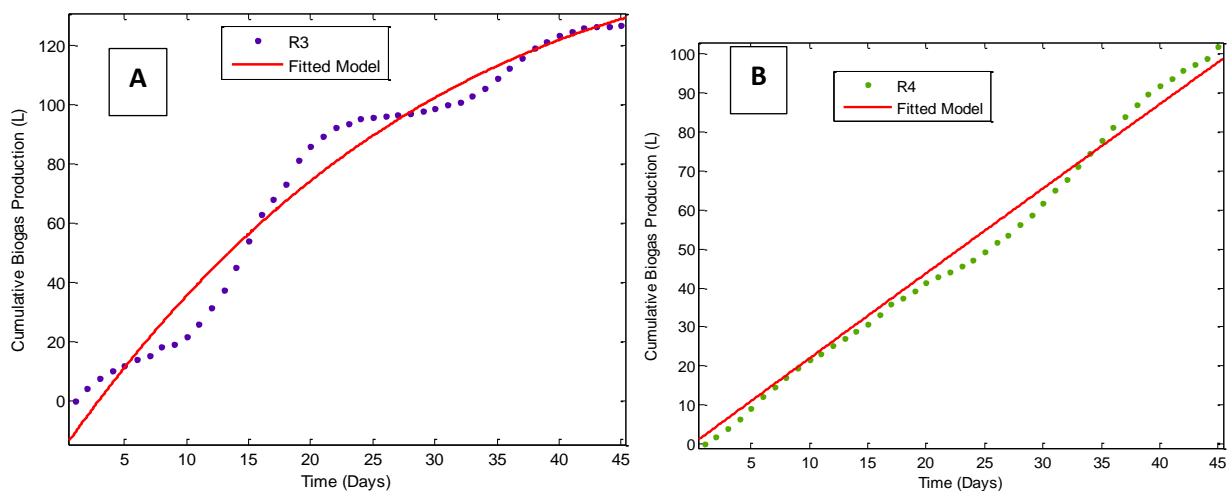 A
R3
Fitted Model
Cumulative Biogas Production (L)
120
100
80
60
40
20
0
5 10 15 20 25 30 35 40 45
Time (Days)
B
R4
Fitted Model
Cumulative Biogas Production (L)
100
90
80
70
60
50
40
30
20
10
0
5 10 15 20 25 30 35 40 45
Time (Days)